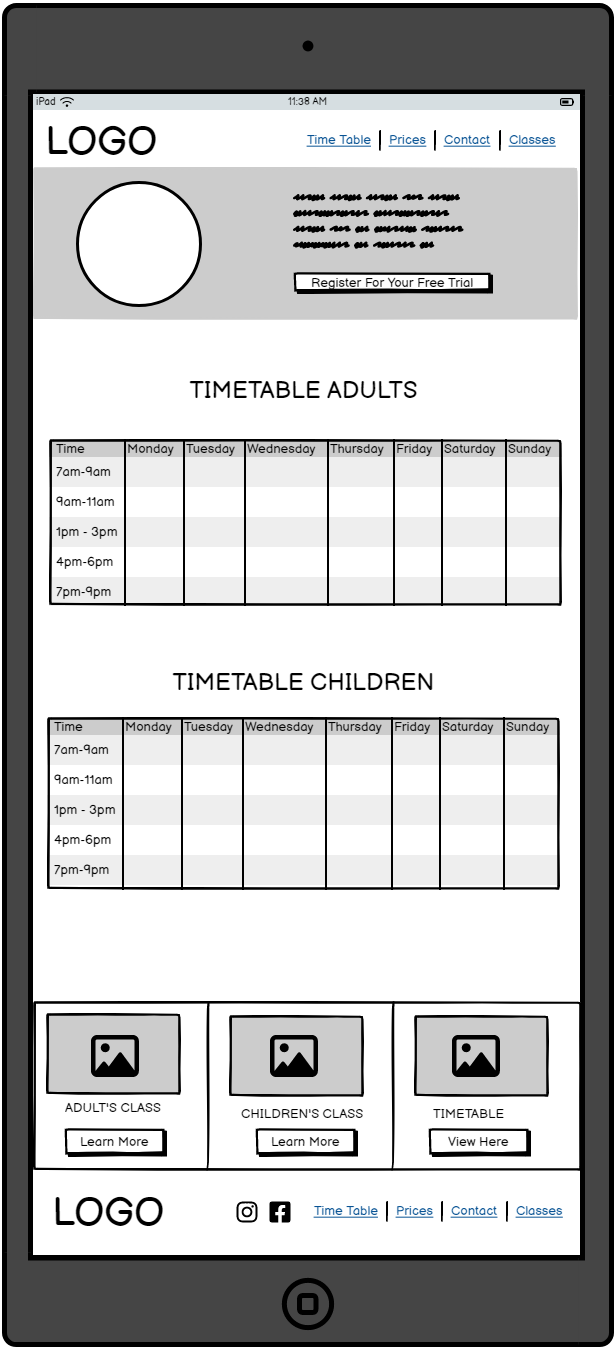 iPad 11:38 AM
LOGO Time Table Prices Contact Classes
Register For Your Free Trial
TIMETABLE ADULTS
Time Monday Tuesday Wednesday Thursday Friday Saturday Sunday
7am-9am
9am-11am
1pm - 3pm
4pm-6pm
7pm-9pm
TIMETABLE CHILDREN
Time Monday Tuesday Wednesday Thursday Friday Saturday Sunday
7am-9am
9am-11am
1pm - 3pm
4pm-6pm
7pm-9pm
ADULT'S CLASS CHILDREN'S CLASS TIMETABLE
Learn More Learn More View Here
LOGO Time Table Prices Contact Classes